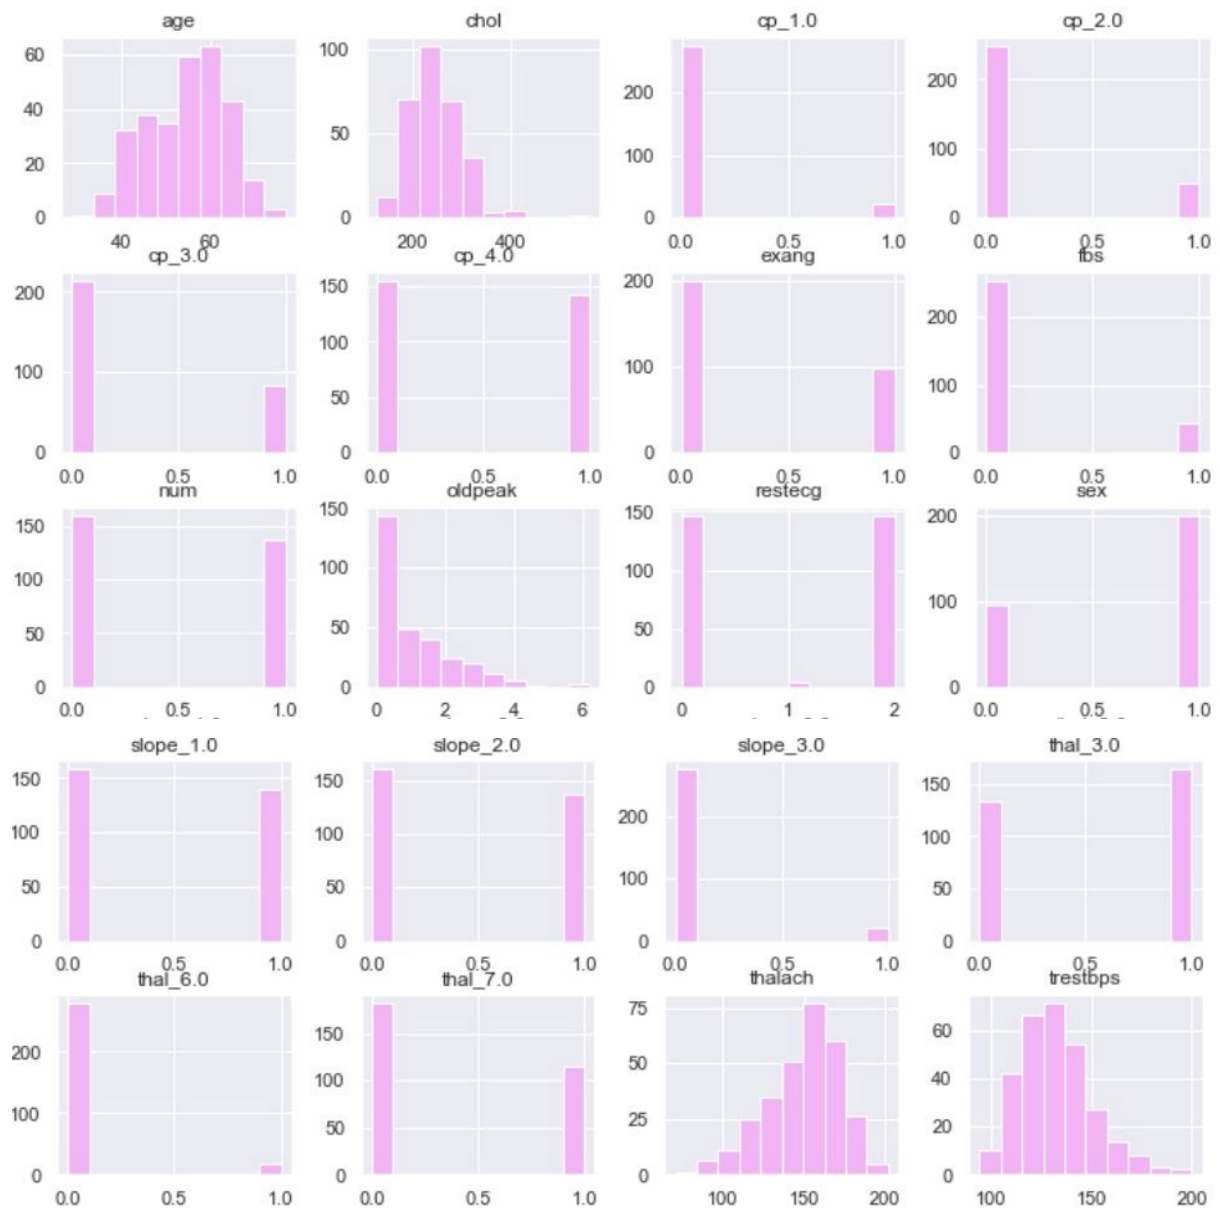 age chol cp_1.0 cp_2.0
60 100 200 200
40 50 100 100
20
0 0 0 0
40 60 200 400 0.0 0.5 1.0 0.0 0.5 1.0
cp_3.0 cp_4.0 exang fbs
200 150 200 200
100 100 100 100
50
0 0 0 0
0.0 0.5 1.0 0.0 0.5 1.0 0.0 0.5 1.0 0.0 0.5 1.0
num oldpeak restecg sex
150 150 150 200
100 100 100 100
50 50 50
0 0 0 0
0.0 0.5 1.0 0 2 4 6 0 1 2 0.0 0.5 1.0
slope_1.0 slope_2.0 slope_3.0 thal_3.0
150 150 200 150
100 100 100 100
50 50 50
0 0 0 0
0.0 0.5 1.0 0.0 0.5 1.0 0.0 0.5 1.0 0.0 0.5 1.0
thal_6.0 thal_7.0 thalach trestbps
200 150 75 60
100 100 50 40
50 25 20
0 0 0 0
0.0 0.5 1.0 0.0 0.5 1.0 100 150 200 100 150 200